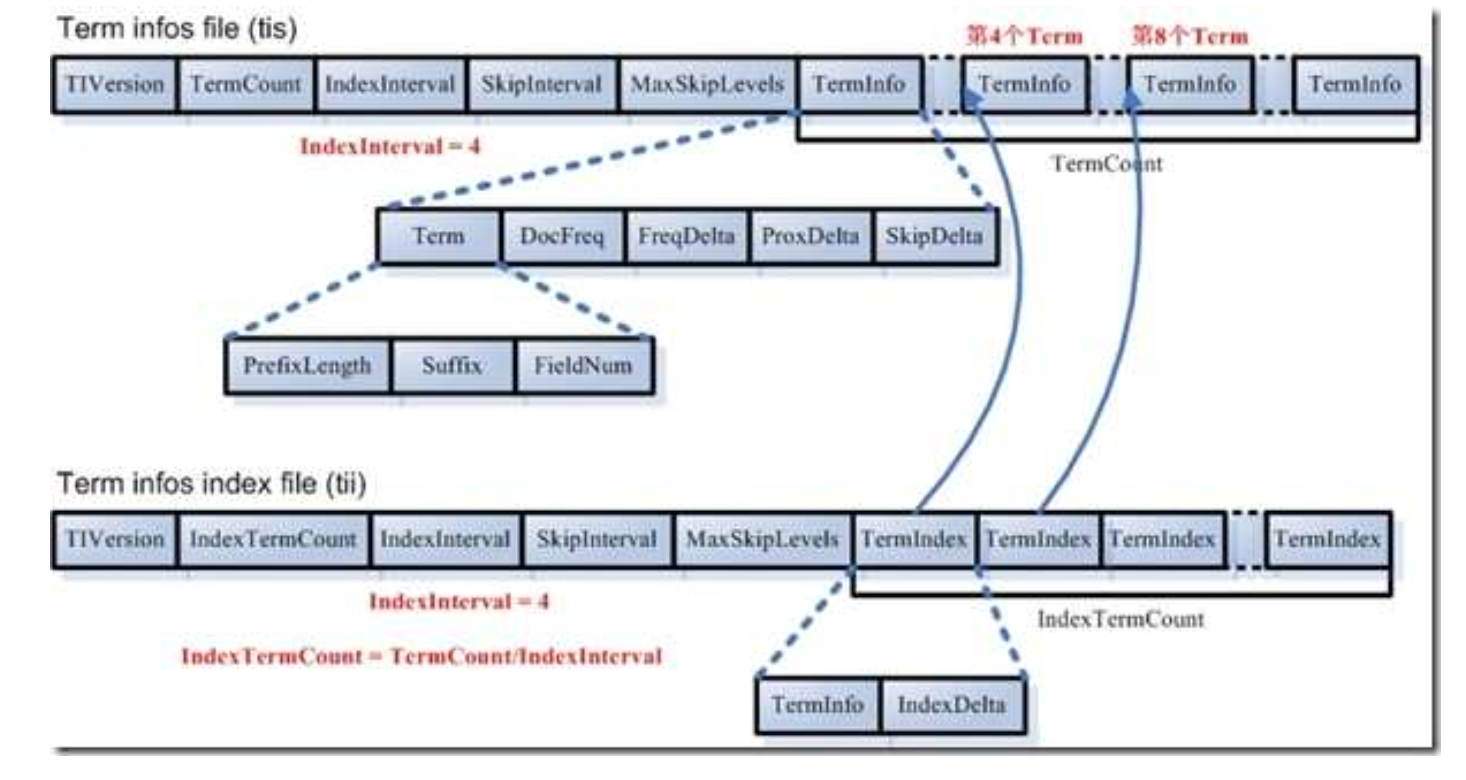 Term infos file (tis)
第4个Term 第8个Term
TIVersion TermCount IndexInterval SkipInterval MaxSkipLevels TermInfo TermInfo TermInfo TermInfo
IndexInterval = 4
TermCount
Term DocFreq FreqDelta ProxDelta SkipDelta
PrefixLength Suffix FieldNum
Term infos index file (tii)
TIVersion IndexTermCount IndexInterval SkipInterval MaxSkipLevels TermIndex TermIndex TermIndex TermIndex
IndexInterval = 4
IndexTermCount
IndexTermCount = TermCount/IndexInterval
TermInfo IndexDelta